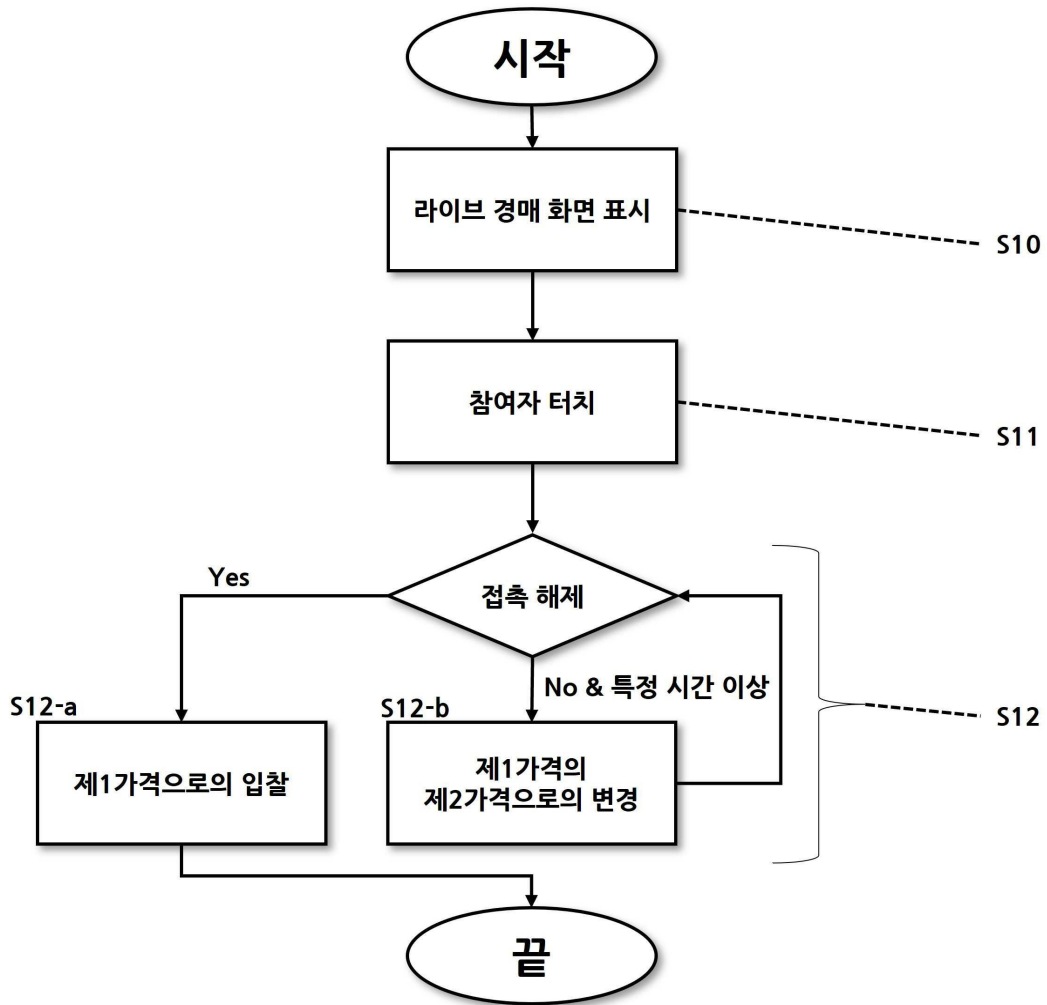 시작
라이브 경매 화면 표시
S10
참여자 터치
S11
접촉 해제
Yes
No & 특정 시간 이상
S12-a
S12-b
S12
제1가격으로의 입찰
제1가격의
제2가격으로의 변경
끝